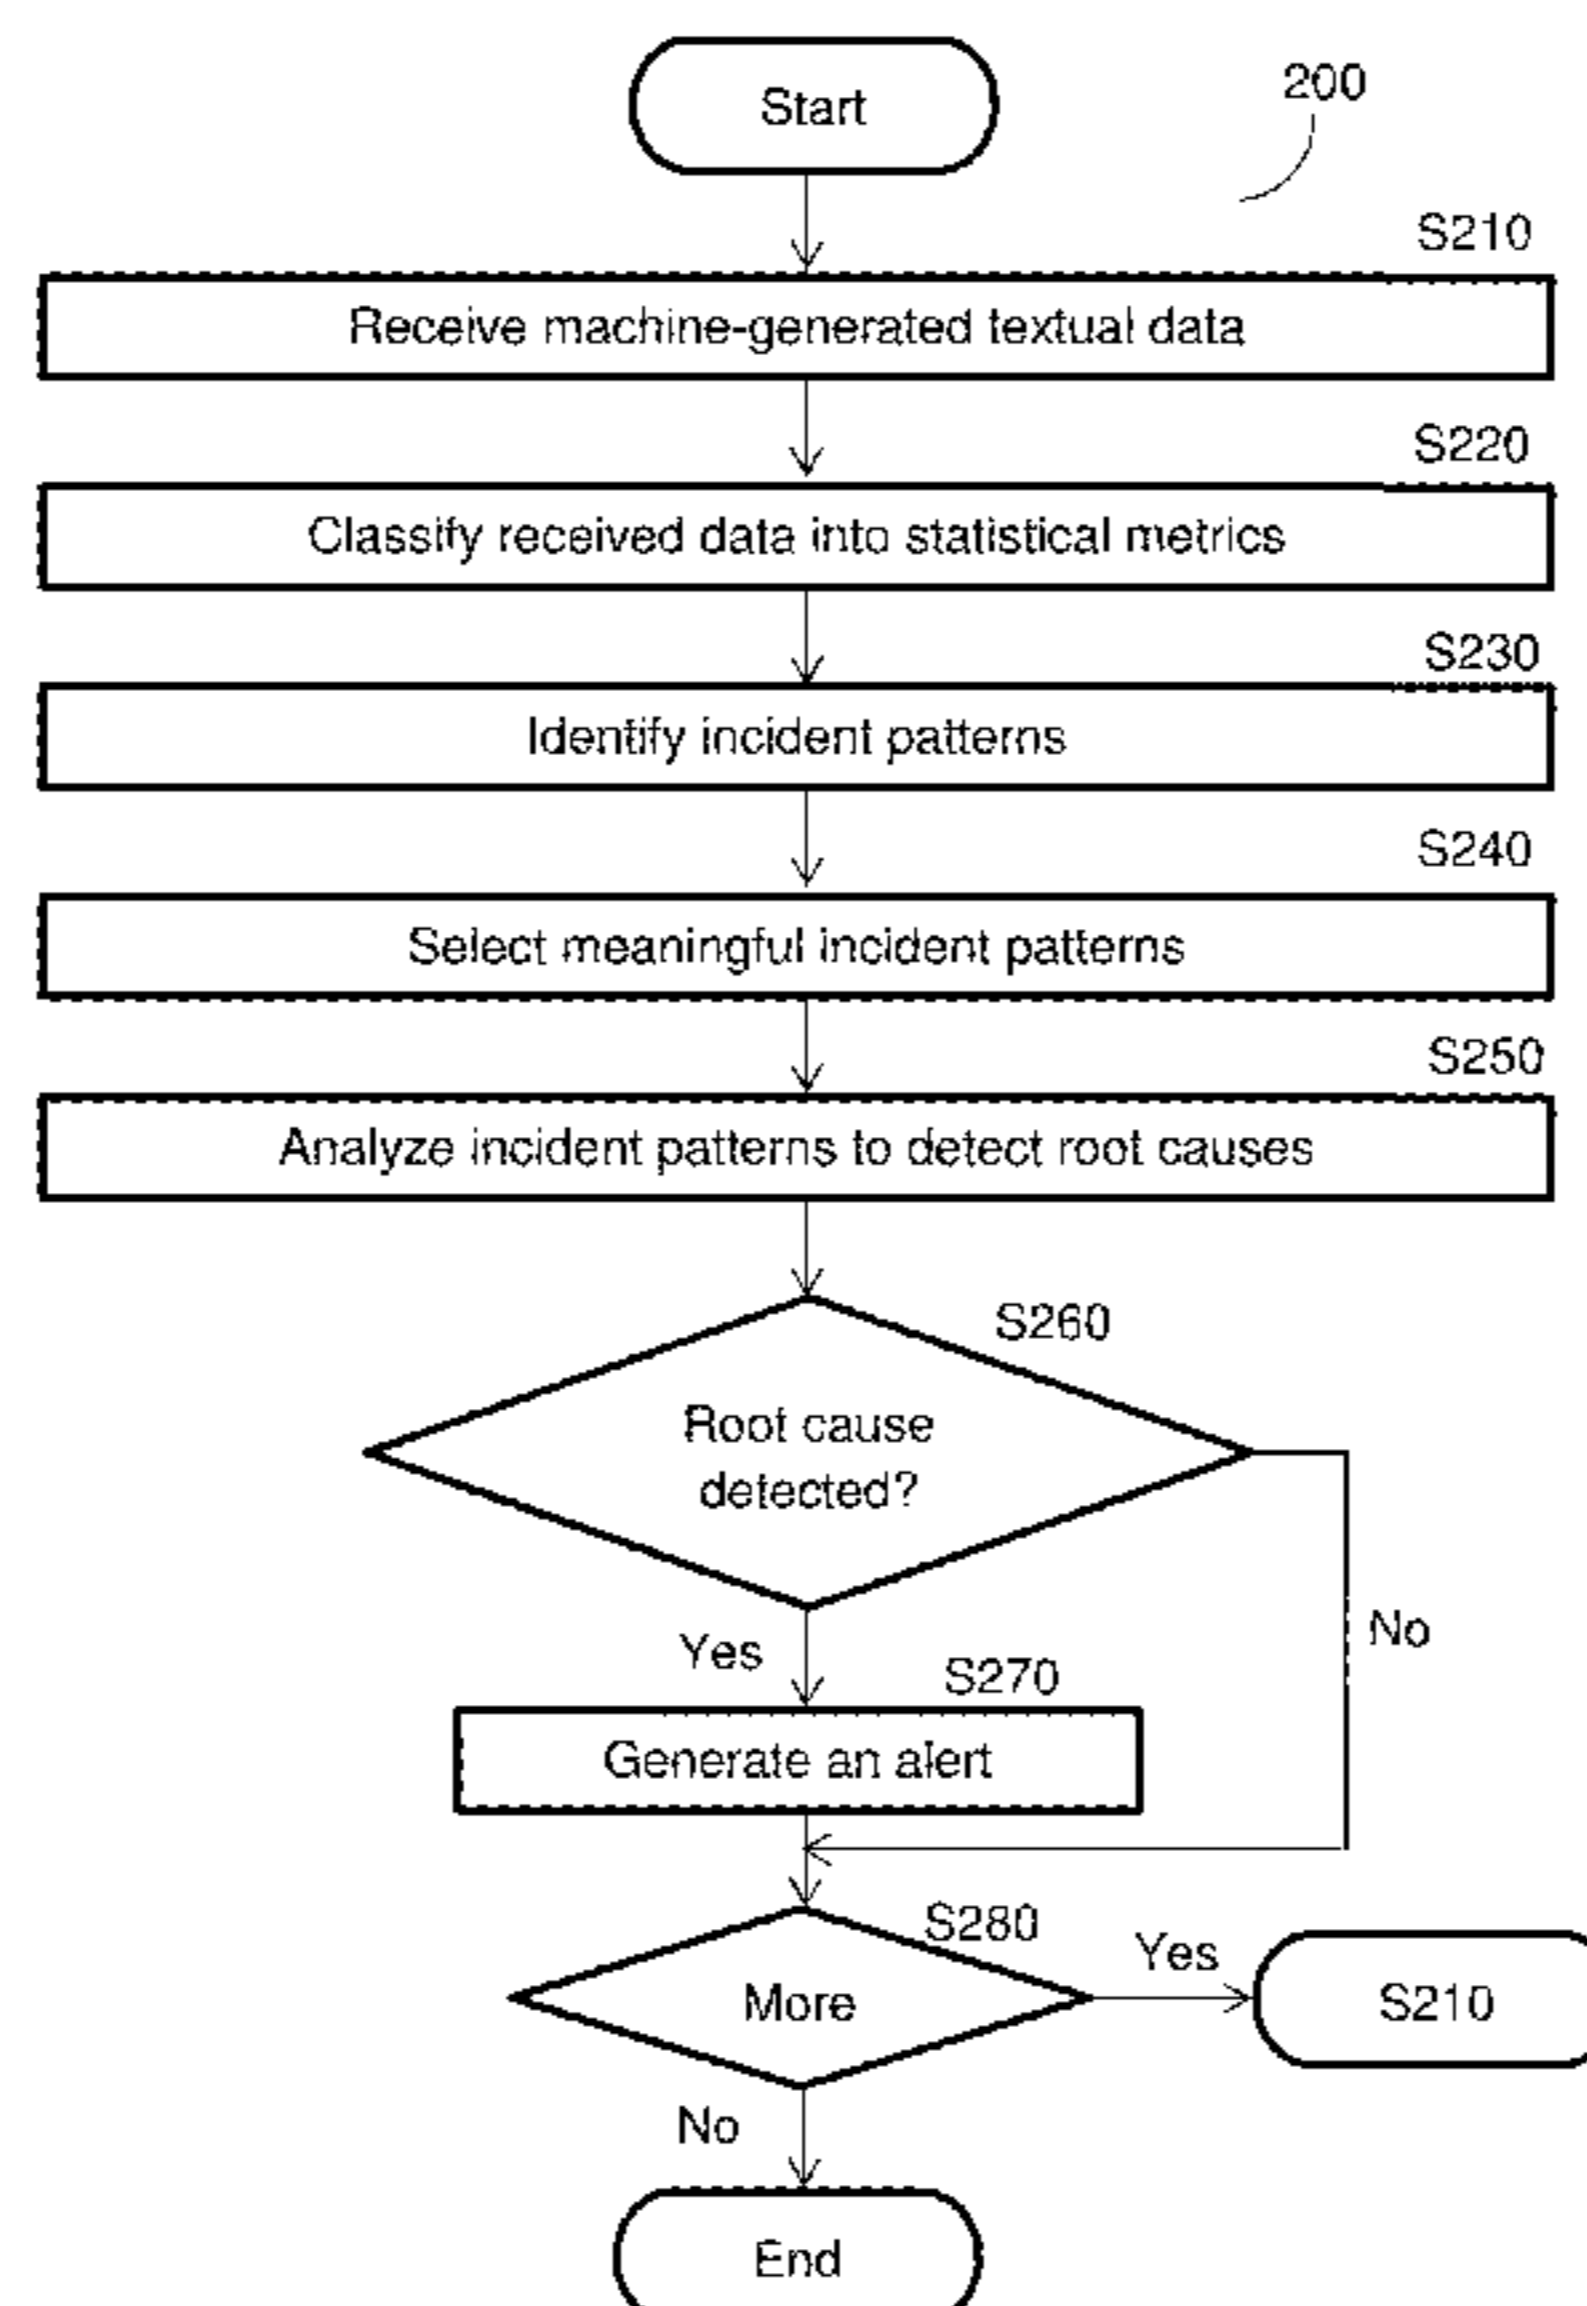 Start
200
S210
Receive machine-generated textual data
S220
Classify received data into statistical metrics
S230
Identify incident patterns
S240
Select meaningful incident patterns
S250
Analyze incident patterns to detect root causes
S260
Root cause
detected?
No
Yes
S270
Generate an alert
S280
Yes
More
S210
No
End